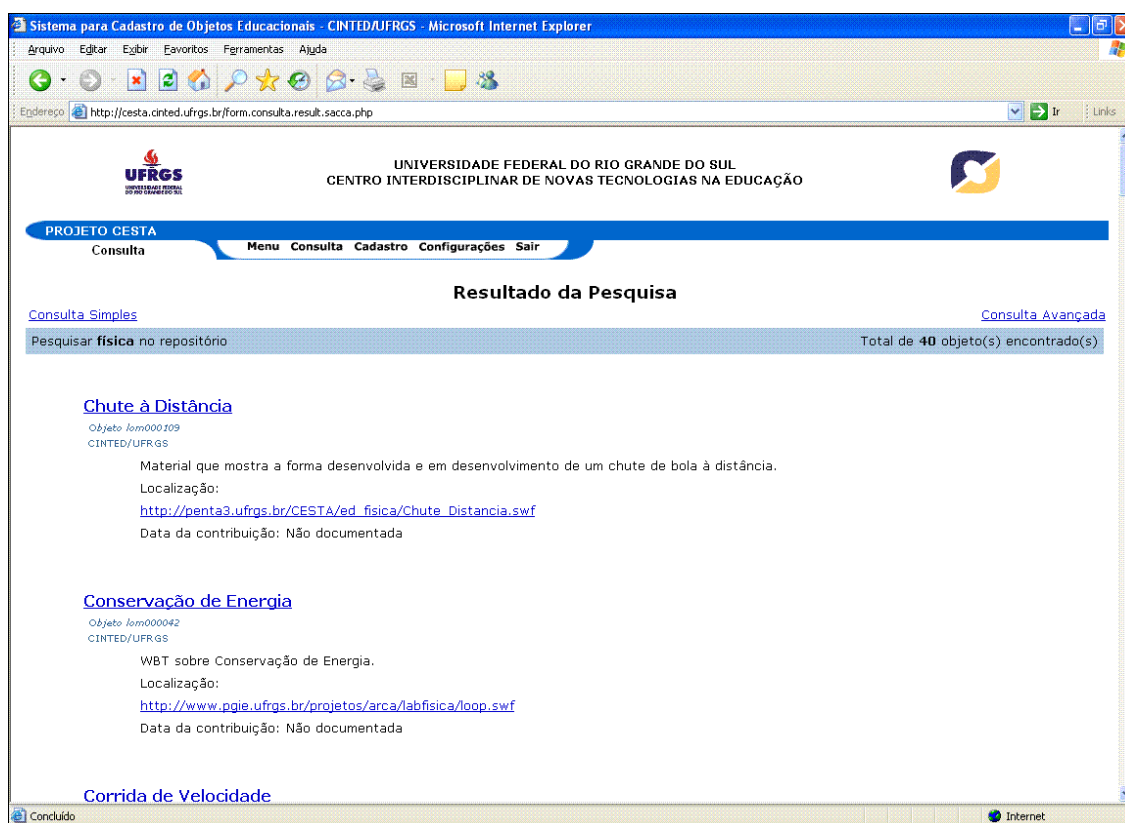 Sistema para Cadastro de Objetos Educacionais - CINTED/UFRGS - Microsoft Internet Explorer
Arquivo Editar Exibir Favoritos Ferramentas Ajuda
Endereço http://cesta.cinted.ufrgs.br/form.consulta.result.sacca.php Ir Links
UFRGS
UNIVERSIDADE FEDERAL
DO RIO GRANDE DO SUL
UNIVERSIDADE FEDERAL DO RIO GRANDE DO SUL
CENTRO INTERDISCIPLINAR DE NOVAS TECNOLOGIAS NA EDUCAÇÃO
PROJETO CESTA
Consulta Menu Consulta Cadastro Configurações Sair
Resultado da Pesquisa
Consulta Simples Consulta Avançada
Pesquisar física no repositório Total de 40 objeto(s) encontrado(s)
Chute à Distância
Objeto lom000109
CINTED/UFRGS
Material que mostra a forma desenvolvida e em desenvolvimento de um chute de bola à distância.
Localização:
http://penta3.ufrgs.br/CESTA/ed_fisica/Chute_Distancia.swf
Data da contribuição: Não documentada
Conservação de Energia
Objeto lom000042
CINTED/UFRGS
WBT sobre Conservação de Energia.
Localização:
http://www.pgie.ufrgs.br/projetos/arca/labfisica/loop.swf
Data da contribuição: Não documentada
Corrida de Velocidade
Concluído Internet